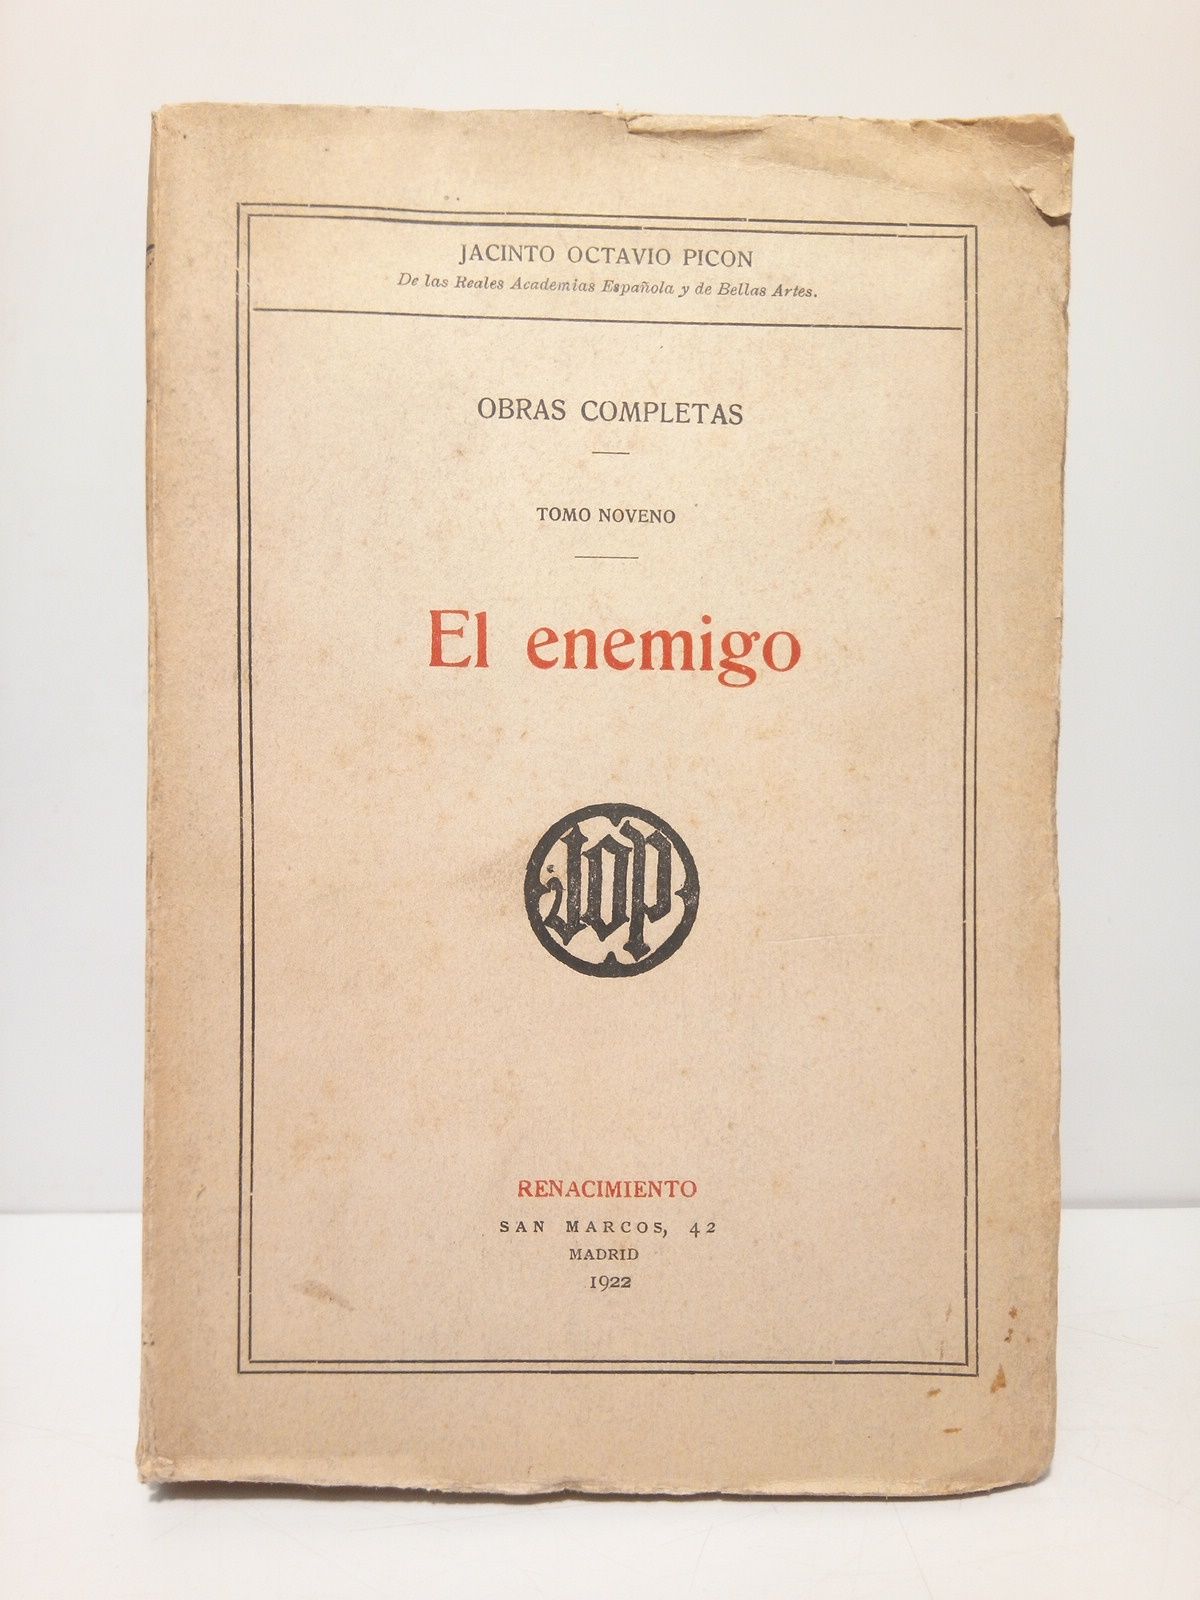 JACINTO OCTAVIO PICON
De las Reales Academias Española y de Bellas Artes.
OBRAS COMPLETAS
TOMO NOVENO
El enemigo
JOP
RENACIMIENTO
SAN MARCOS, 42
MADRID
1922